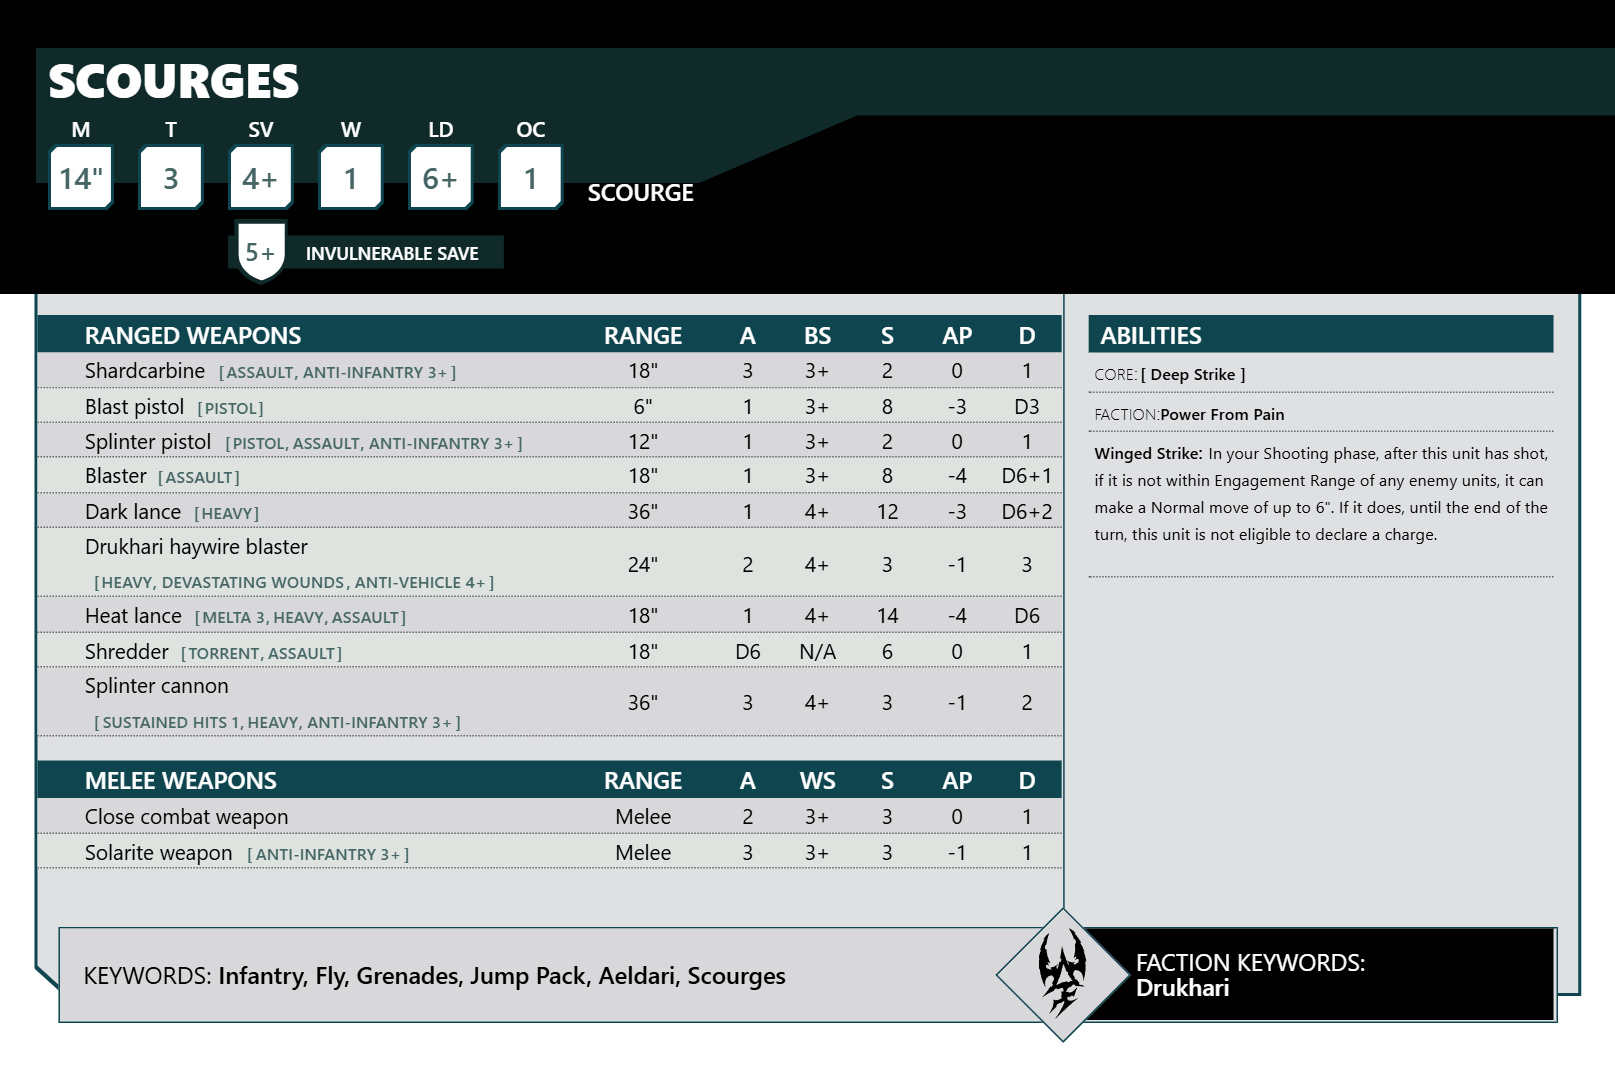 SCOURGES
M T SV W LD OC
14" 3 4+ 1 6+ 1 SCOURGE
5+ INVULNERABLE SAVE
RANGED WEAPONS RANGE A BS S AP D
Shardcarbine [ASSAULT, ANTI-INFANTRY 3+] 18" 3 3+ 2 0 1
Blast pistol [PISTOL] 6" 1 3+ 8 -3 D3
Splinter pistol [PISTOL, ASSAULT, ANTI-INFANTRY 3+] 12" 1 3+ 2 0 1
Blaster [ASSAULT] 18" 1 3+ 8 -4 D6+1
Dark lance [HEAVY] 36" 1 4+ 12 -3 D6+2
Drukhari haywire blaster
[HEAVY, DEVASTATING WOUNDS, ANTI-VEHICLE 4+] 24" 2 4+ 3 -1 3
Heat lance [MELTA 3, HEAVY, ASSAULT] 18" 1 4+ 14 -4 D6
Shredder [TORRENT, ASSAULT] 18" D6 N/A 6 0 1
Splinter cannon
[SUSTAINED HITS 1, HEAVY, ANTI-INFANTRY 3+] 36" 3 4+ 3 -1 2
MELEE WEAPONS RANGE A WS S AP D
Close combat weapon Melee 2 3+ 3 0 1
Solarite weapon [ANTI-INFANTRY 3+] Melee 3 3+ 3 -1 1
ABILITIES
CORE: [ Deep Strike ]
FACTION:Power From Pain
Winged Strike: In your Shooting phase, after this unit has shot,
if it is not within Engagement Range of any enemy units, it can
make a Normal move of up to 6". If it does, until the end of the
turn, this unit is not eligible to declare a charge.
KEYWORDS: Infantry, Fly, Grenades, Jump Pack, Aeldari, Scourges
FACTION KEYWORDS:
Drukhari